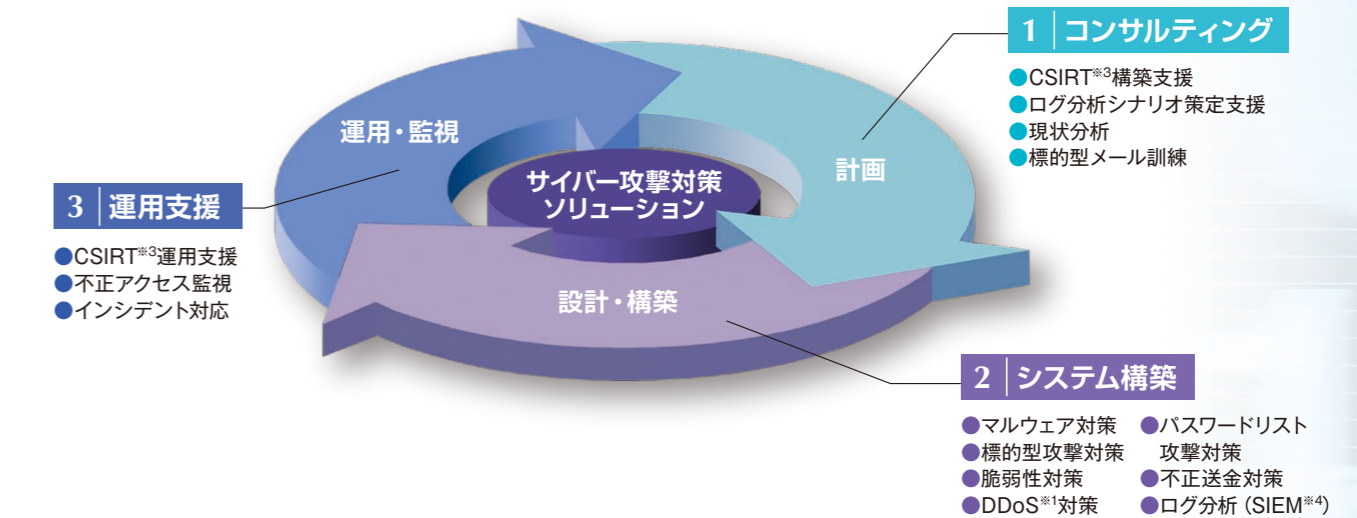 1 コンサルティング
●CSIRT※3構築支援
●ログ分析シナリオ策定支援
●現状分析
●標的型メール訓練
運用・監視
計画
サイバー攻撃対策
ソリューション
設計・構築
3 運用支援
●CSIRT※3運用支援
●不正アクセス監視
●インシデント対応
2 システム構築
●マルウェア対策
●標的型攻撃対策
●脆弱性対策
●DDoS※1対策
●パスワードリスト
攻撃対策
●不正送金対策
●ログ分析（SIEM※4）